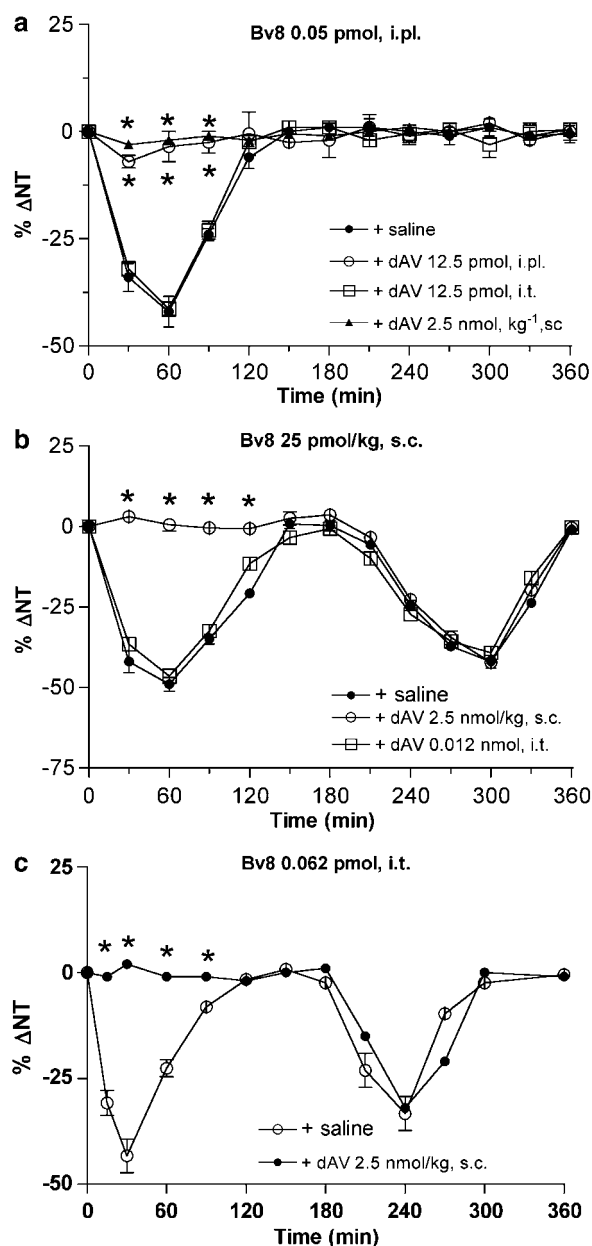 a
Bv8 0.05 pmol, i.pl.
25
0
-25
-50
% ΔNT
* * *
* * *
+ saline
+ dAV 12.5 pmol, i.pl.
+ dAV 12.5 pmol, i.t.
+ dAV 2.5 nmol, kg⁻¹,sc
0 60 120 180 240 300 360
Time (min)
b
Bv8 25 pmol/kg, s.c.
25
0
-25
-50
-75
% ΔNT
* * * *
+ saline
+ dAV 2.5 nmol/kg, s.c.
+ dAV 0.012 nmol, i.t.
0 60 120 180 240 300 360
Time (min)
c
Bv8 0.062 pmol, i.t.
25
0
-25
-50
% ΔNT
* * * *
+ saline
+ dAV 2.5 nmol/kg, s.c.
0 60 120 180 240 300 360
Time (min)